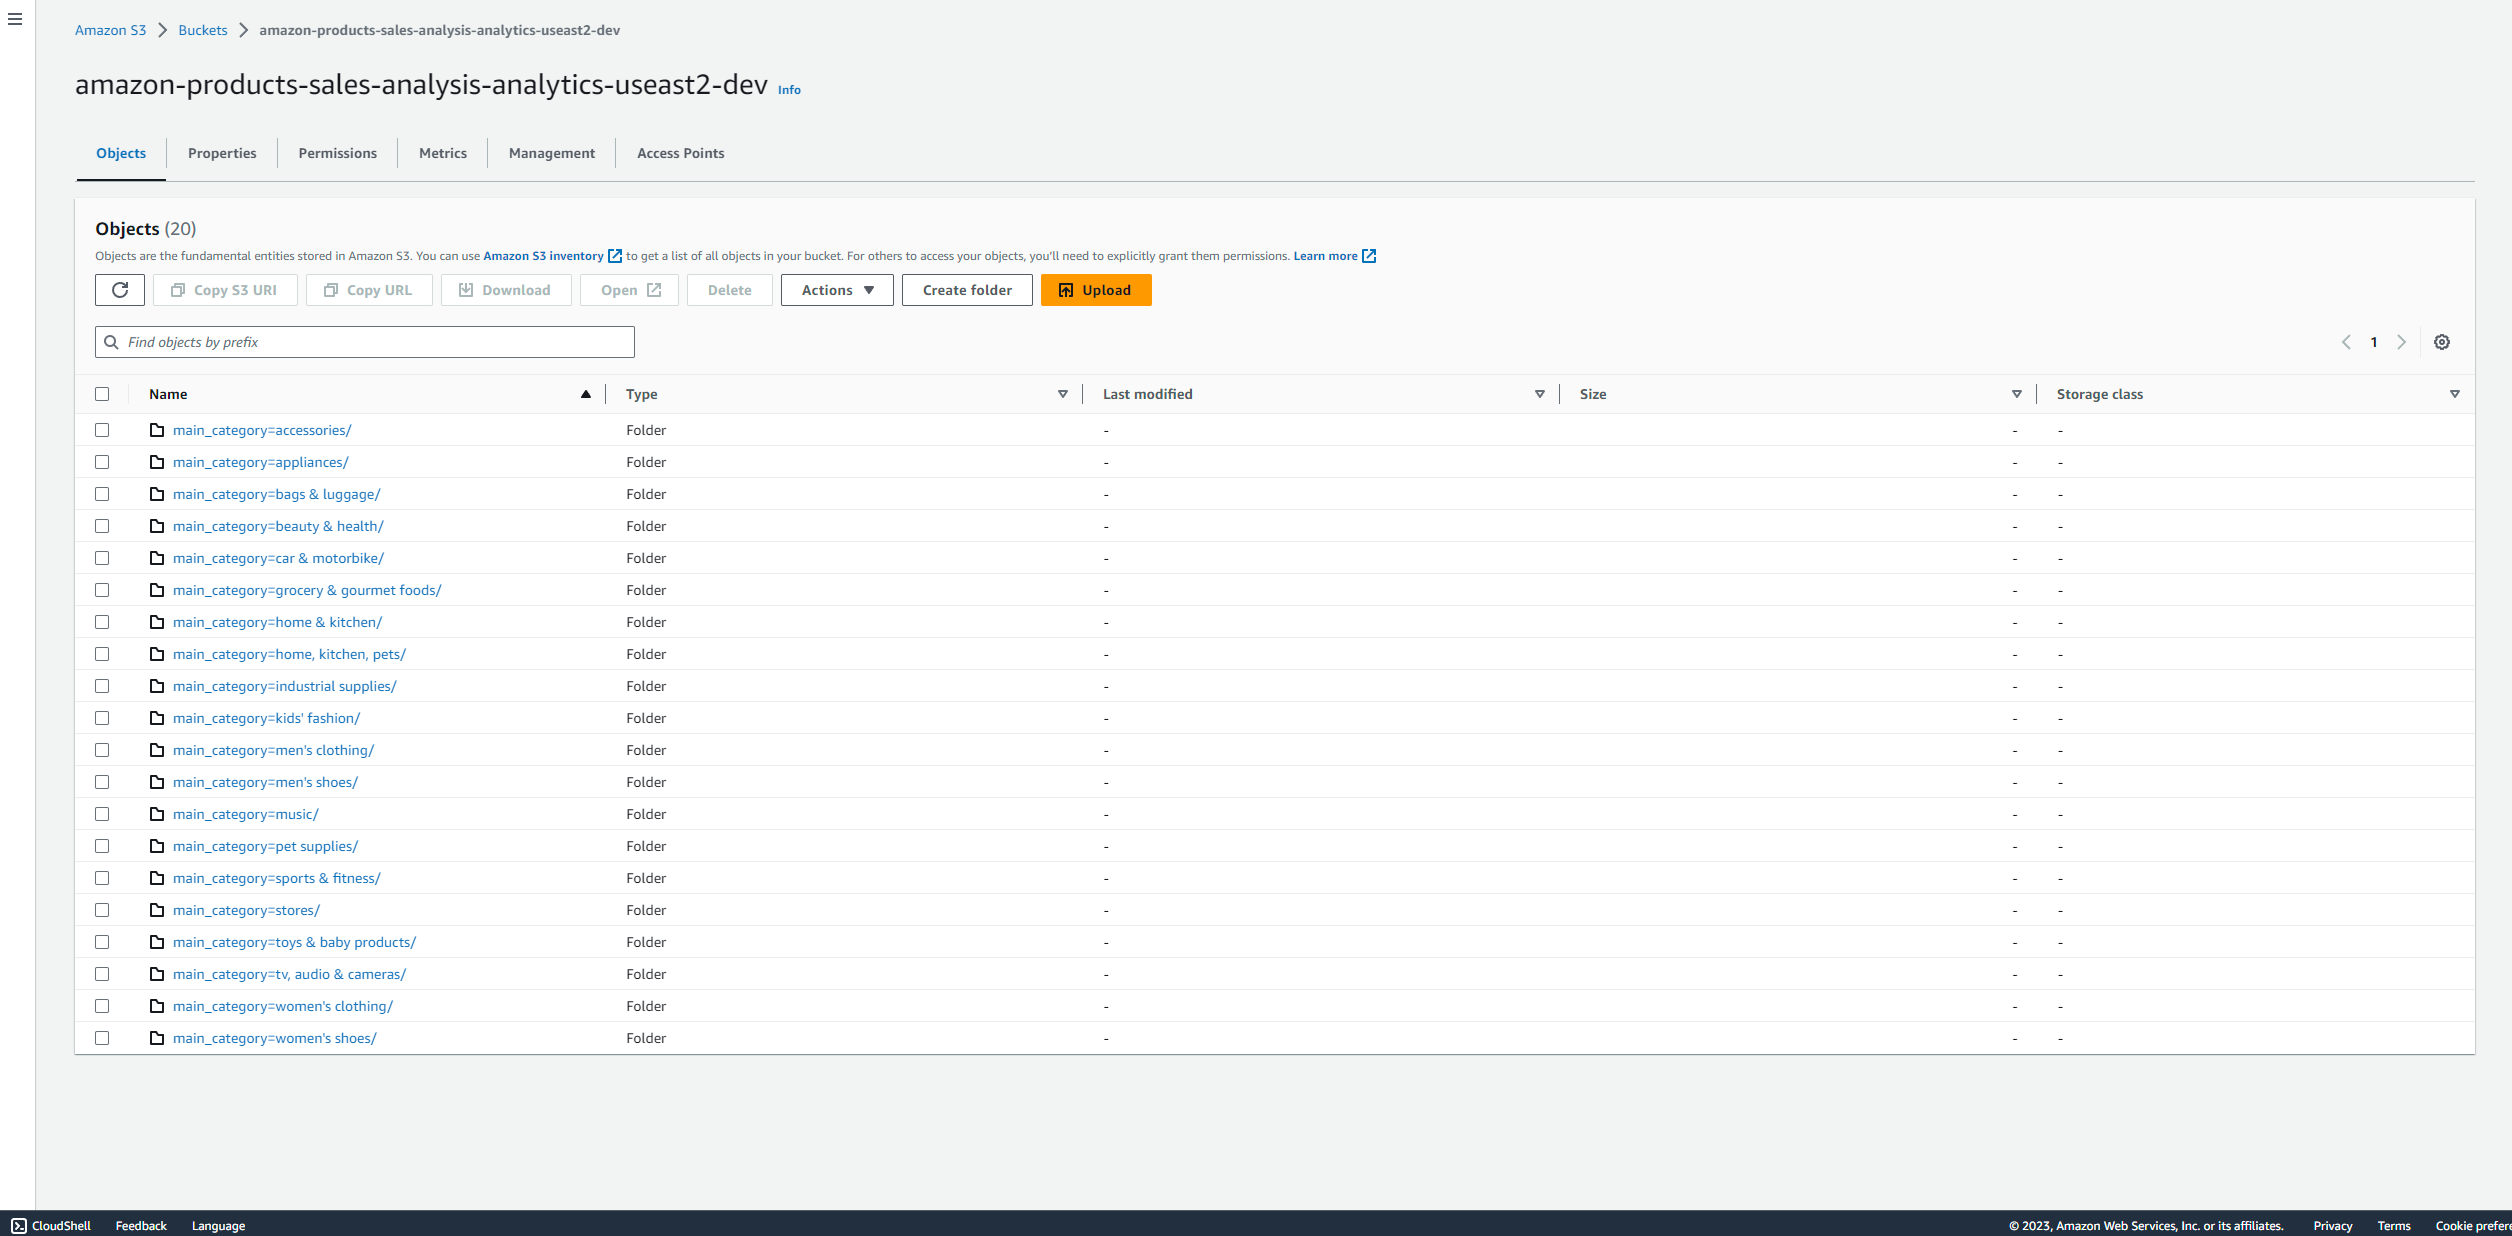 Amazon S3 > Buckets > amazon-products-sales-analysis-analytics-useast2-dev
amazon-products-sales-analysis-analytics-useast2-dev Info
Objects Properties Permissions Metrics Management Access Points
Objects (20)
Objects are the fundamental entities stored in Amazon S3. You can use Amazon S3 inventory to get a list of all objects in your bucket. For others to access your objects, you'll need to explicitly grant them permissions. Learn more
Copy S3 URI Copy URL Download Open Delete Actions Create folder Upload
Find objects by prefix
1
Name Type Last modified Size Storage class
main_category=accessories/ Folder - - -
main_category=appliances/ Folder - - -
main_category=bags & luggage/ Folder - - -
main_category=beauty & health/ Folder - - -
main_category=car & motorbike/ Folder - - -
main_category=grocery & gourmet foods/ Folder - - -
main_category=home & kitchen/ Folder - - -
main_category=home, kitchen, pets/ Folder - - -
main_category=industrial supplies/ Folder - - -
main_category=kids' fashion/ Folder - - -
main_category=men's clothing/ Folder - - -
main_category=men's shoes/ Folder - - -
main_category=music/ Folder - - -
main_category=pet supplies/ Folder - - -
main_category=sports & fitness/ Folder - - -
main_category=stores/ Folder - - -
main_category=toys & baby products/ Folder - - -
main_category=tv, audio & cameras/ Folder - - -
main_category=women's clothing/ Folder - - -
main_category=women's shoes/ Folder - - -
CloudShell Feedback Language © 2023, Amazon Web Services, Inc. or its affiliates. Privacy Terms Cookie prefere